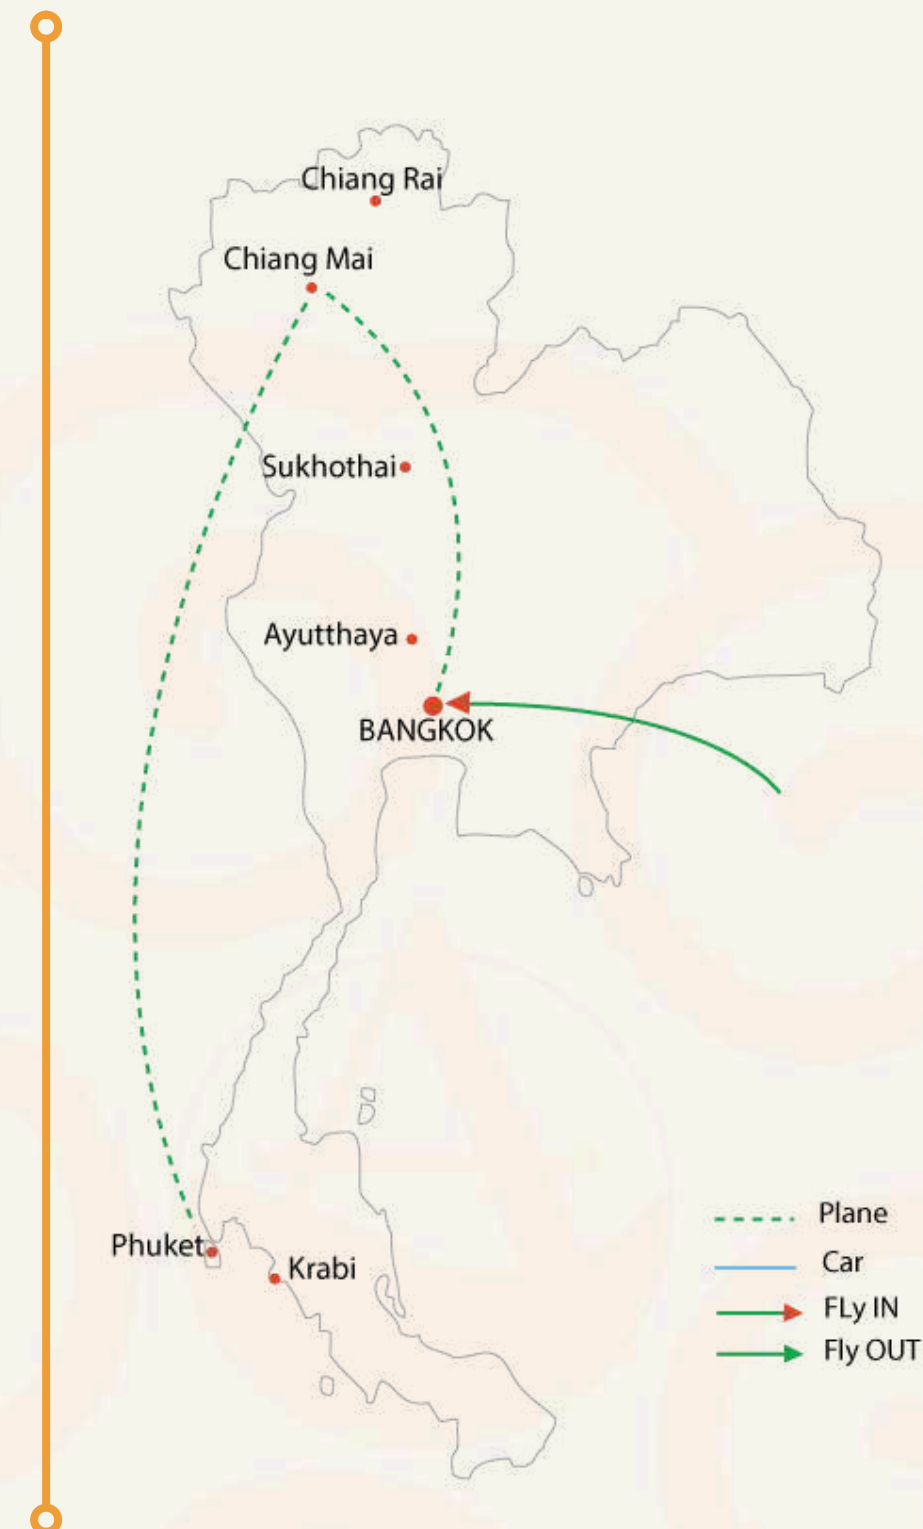 Chiang Rai
Chiang Mai
Sukhothai
Ayutthaya
BANGKOK
Phuket
Krabi
Plane
Car
FLy IN
Fly OUT